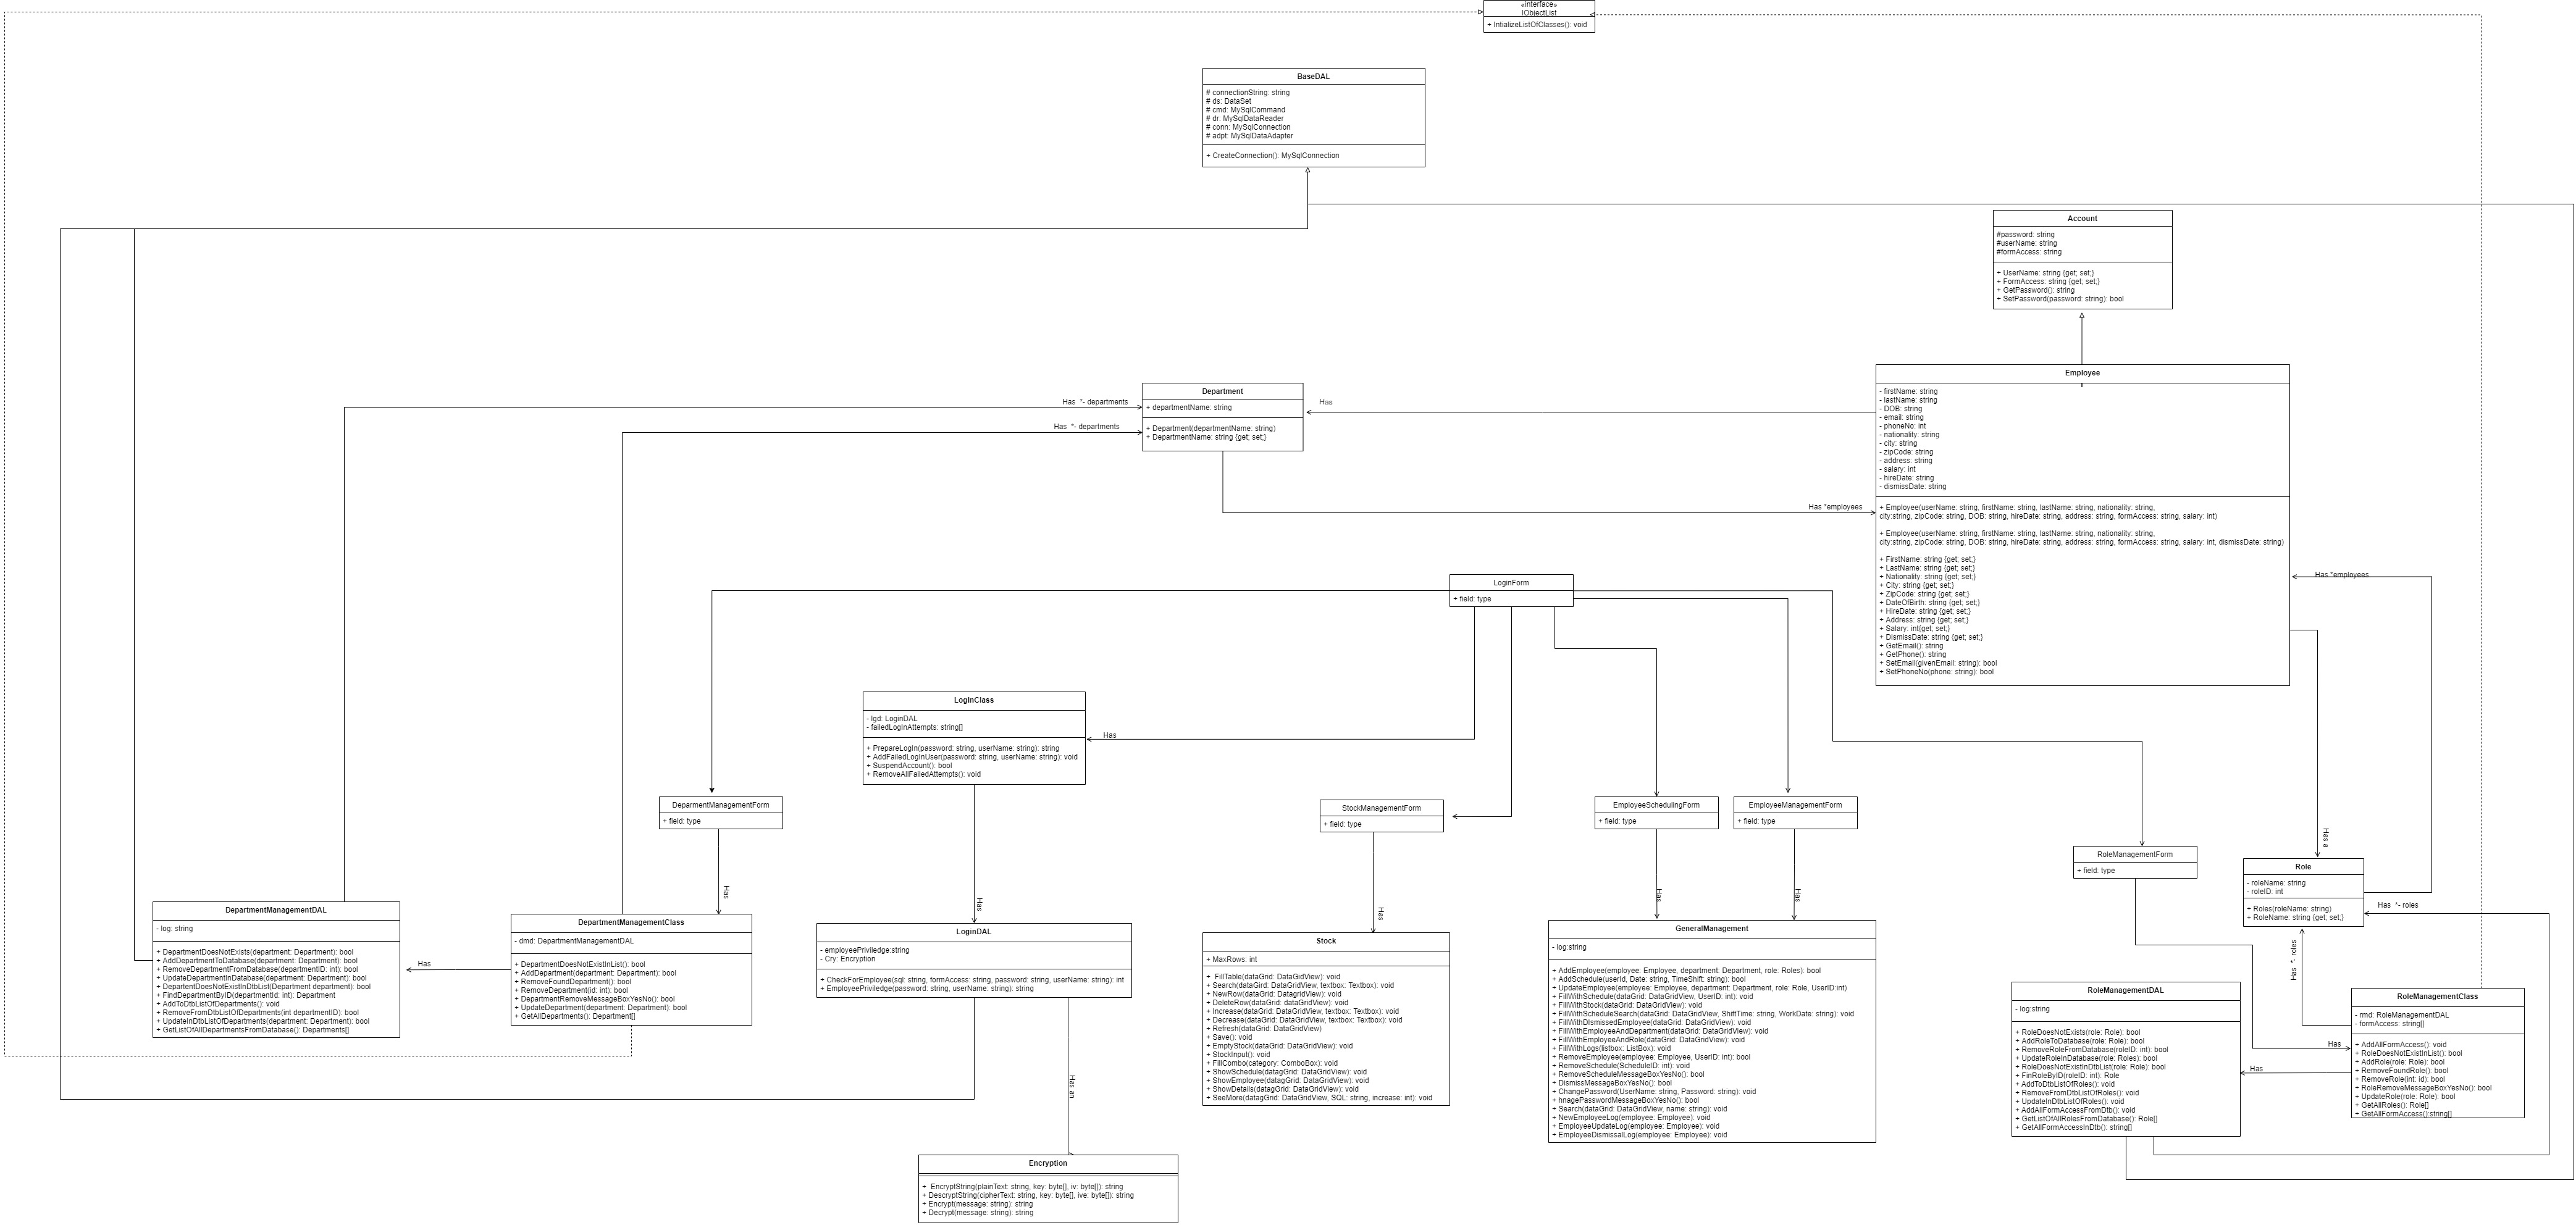 «interface»
IObjectList
+ IntializeListOfClasses(): void
BaseDAL
# connectionString: string
# ds: DataSet
# cmd: MySqlCommand
# dr: MySqlDataReader
# conn: MySqlConnection
# adpt: MySqlDataAdapter
+ CreateConnection(): MySqlConnection
Account
#password: string
#userName: string
#formAccess: string
+ UserName: string {get; set;}
+ FormAccess: string {get; set;}
+ GetPassword(): string
+ SetPassword(password: string): bool
Employee
- firstName: string
- lastName: string
- DOB: string
- email: string
- phoneNo: int
- nationality: string
- city: string
- zipCode: string
- address: string
- salary: int
- hireDate: string
- dismissDate: string
+ Employee(userName: string, firstName: string, lastName: string, nationality: string,
city:string, zipCode: string, DOB: string, hireDate: string, address: string, formAccess: string, salary: int)
+ Employee(userName: string, firstName: string, lastName: string, nationality: string,
city:string, zipCode: string, DOB: string, hireDate: string, address: string, formAccess: string, salary: int, dismissDate: string)
+ FirstName: string {get; set;}
+ LastName: string {get; set;}
+ Nationality: string {get; set;}
+ City: string {get; set;}
+ ZipCode: string {get; set;}
+ DateOfBirth: string {get; set;}
+ HireDate: string {get; set;}
+ Address: string {get; set;}
+ Salary: int{get; set;}
+ DismissDate: string {get; set;}
+ GetEmail(): string
+ GetPhone(): string
+ SetEmail(givenEmail: string): bool
+ SetPhoneNo(phone: string): bool
Has *- departments
Has *- departments
Department
+ departmentName: string
+ Department(departmentName: string)
+ DepartmentName: string {get; set;}
Has
Has *employees
Has *employees
LoginForm
+ field: type
LogInClass
- lgd: LoginDAL
- failedLogInAttempts: string[]
+ PrepareLogIn(password: string, userName: string): string
+ AddFailedLogInUser(password: string, userName: string): void
+ SuspendAccount(): bool
+ RemoveAllFailedAttempts(): void
Has
DeparmentManagementForm
+ field: type
StockManagementForm
+ field: type
EmployeeSchedulingForm
+ field: type
EmployeeManagementForm
+ field: type
RoleManagementForm
+ field: type
Has a
Role
- roleName: string
- roleID: int
+ Roles(roleName: string)
+ RoleName: string {get; set;}
Has *- roles
Has *- roles
Has
Has
Has
Has
Has
DepartmentManagementDAL
- log: string
+ DepartmentDoesNotExists(department: Department): bool
+ AddDepartmentToDatabase(department: Department): bool
+ RemoveDepartmentFromDatabase(departmentID: int): bool
+ UpdateDepartmentInDatabase(department: Department): bool
+ DepartentDoesNotExistInDtbList(Department department): bool
+ FindDepartmentByID(departmentId: int): Department
+ AddToDtbListOfDepartments(): void
+ RemoveFromDtbListOfDepartments(int departmentID): bool
+ UpdateInDtbListOfDepartments(department: Department): bool
+ GetListOfAllDepartmentsFromDatabase(): Departments[]
Has
DepartmentManagementClass
- dmd: DepartmentManagementDAL
+ DepartmentDoesNotExistInList(): bool
+ AddDepartment(department: Department): bool
+ RemoveFoundDepartment(): bool
+ RemoveDepartment(id: int): bool
+ DepartmentRemoveMessageBoxYesNo(): bool
+ UpdateDepartment(department: Department): bool
+ GetAllDepartments(): Department[]
LoginDAL
- employeePriviledge:string
- Cry: Encryption
+ CheckForEmployee(sql: string, formAccess: string, password: string, userName: string): int
+ EmployeePriviledge(password: string, userName: string): string
Has an
Stock
+ MaxRows: int
+ FillTable(dataGrid: DataGidView): void
+ Search(dataGird: DataGridView, textbox: Textbox): void
+ NewRow(dataGrid: DatagridView): void
+ DeleteRow(dataGrid: dataGridView): void
+ Increase(dataGrid: DataGridView, textbox: Textbox): void
+ Decrease(dataGrid: DataGridView, textbox: Textbox): void
+ Refresh(dataGrid: DataGridView)
+ Save(): void
+ EmptyStock(dataGrid: DataGridView): void
+ StockInput(): void
+ FillCombo(category: ComboBox): void
+ ShowSchedule(datagGrid: DataGridView): void
+ ShowEmployee(datagGrid: DataGridView): void
+ ShowDetails(datagGrid: DataGridView): void
+ SeeMore(datagGrid: DataGridView, SQL: string, increase: int): void
GeneralManagement
- log:string
+ AddEmployee(employee: Employee, department: Department, role: Roles): bool
+ AddSchedule(userId, Date: string, TimeShift: string): bool
+ UpdateEmployee(employee: Employee, department: Department, role: Role, UserID:int)
+ FillWithSchedule(dataGrid: DataGridView, UserID: int): void
+ FillWithStock(dataGrid: DataGridView): void
+ FillWithScheduleSearch(dataGrid: DataGridView, ShiftTime: string, WorkDate: string): void
+ FillWithDismissedEmployee(dataGrid: DataGridView): void
+ FillWithEmployeeAndDepartment(dataGrid: DataGridView): void
+ FillWithEmployeeAndRole(dataGrid: DataGridView): void
+ FillWithLogs(listbox: ListBox): void
+ RemoveEmployee(employee: Employee, UserID: int): bool
+ RemoveSchedule(ScheduleID: int): void
+ RemoveScheduleMessageBoxYesNo(): bool
+ DismissMessageBoxYesNo(): bool
+ ChangePassword(UserName: string, Password: string): void
+ hnagePasswordMessageBoxYesNo(): bool
+ Search(dataGrid: DataGridView, name: string): void
+ NewEmployeeLog(employee: Employee): void
+ EmployeeUpdateLog(employee: Employee): void
+ EmployeeDismissalLog(employee: Employee): void
RoleManagementDAL
- log:string
+ RoleDoesNotExists(role: Role): bool
+ AddRoleToDatabase(role: Role): bool
+ RemoveRoleFromDatabase(roleID: int): bool
+ UpdateRoleInDatabase(role: Roles): bool
+ RoleDoesNotExistInDtbList(role: Role): bool
+ FinRoleByID(roleID: int): Role
+ AddToDtbListOfRoles(): void
+ RemoveFromDtbListOfRoles(): void
+ UpdateInDtbListOfRoles(): void
+ AddAllFormAccessFromDtb(): void
+ GetListOfAllRolesFromDatabase(): Role[]
+ GetAllFormAccessInDtb(): string[]
Has
Has
RoleManagementClass
- rmd: RoleManagementDAL
- formAccess: string[]
+ AddAllFormAccess(): void
+ RoleDoesNotExistInList(): bool
+ AddRole(role: Role): bool
+ RemoveFoundRole(): bool
+ RemoveRole(int: id): bool
+ RoleRemoveMessageBoxYesNo(): bool
+ UpdateRole(role: Role): bool
+ GetAllRoles(): Role[]
+ GetAllFormAccess():string[]
Encryption
+ EncryptString(plainText: string, key: byte[], iv: byte[]): string
+ DescryptString(cipherText: string, key: byte[], ive: byte[]): string
+ Encrypt(message: string): string
+ Decrypt(message: string): string